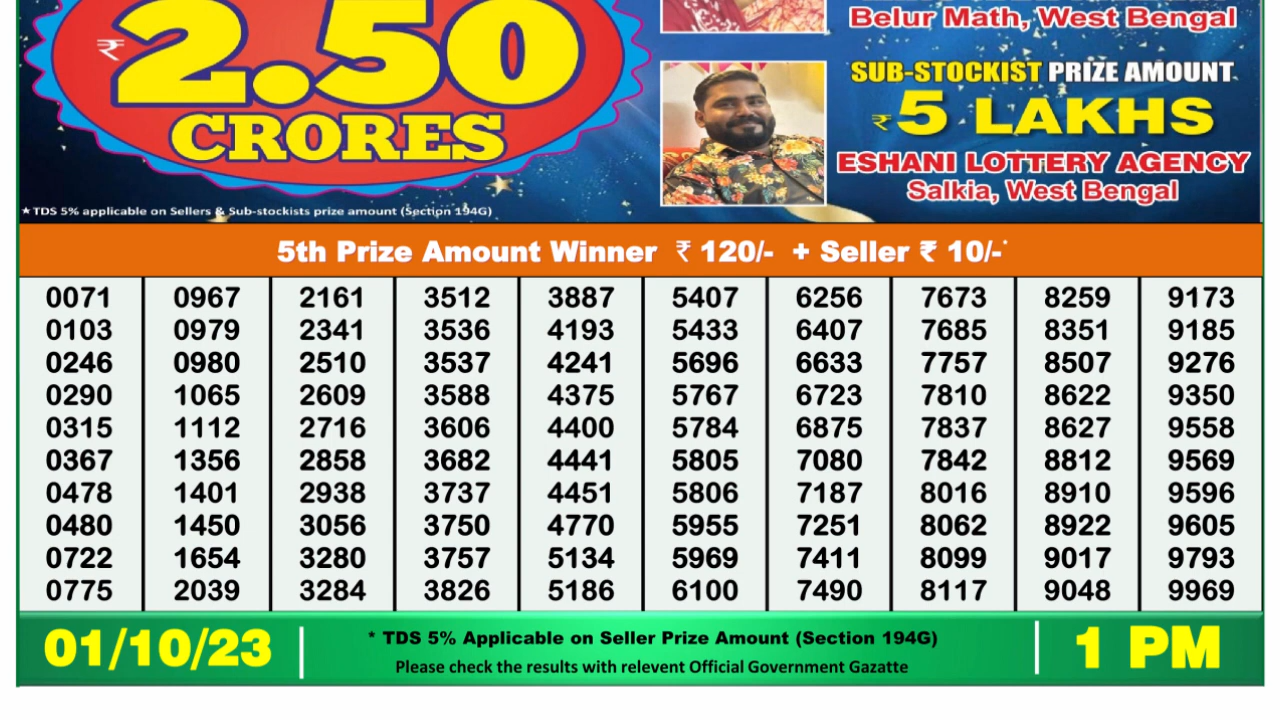 ₹ 2.50
CRORES
★TDS 5% applicable on Sellers & Sub-stockists prize amount (Section 194G)
Belur Math, West Bengal
SUB-STOCKIST PRIZE AMOUNT
₹ 5 LAKHS
ESHANI LOTTERY AGENCY
Salkia, West Bengal
5th Prize Amount Winner ₹ 120/- + Seller ₹ 10/-*
0071 0967 2161 3512 3887 5407 6256 7673 8259 9173
0103 0979 2341 3536 4193 5433 6407 7685 8351 9185
0246 0980 2510 3537 4241 5696 6633 7757 8507 9276
0290 1065 2609 3588 4375 5767 6723 7810 8622 9350
0315 1112 2716 3606 4400 5784 6875 7837 8627 9558
0367 1356 2858 3682 4441 5805 7080 7842 8812 9569
0478 1401 2938 3737 4451 5806 7187 8016 8910 9596
0480 1450 3056 3750 4770 5955 7251 8062 8922 9605
0722 1654 3280 3757 5134 5969 7411 8099 9017 9793
0775 2039 3284 3826 5186 6100 7490 8117 9048 9969
01/10/23
* TDS 5% Applicable on Seller Prize Amount (Section 194G)
Please check the results with relevent Official Government Gazatte
1 PM